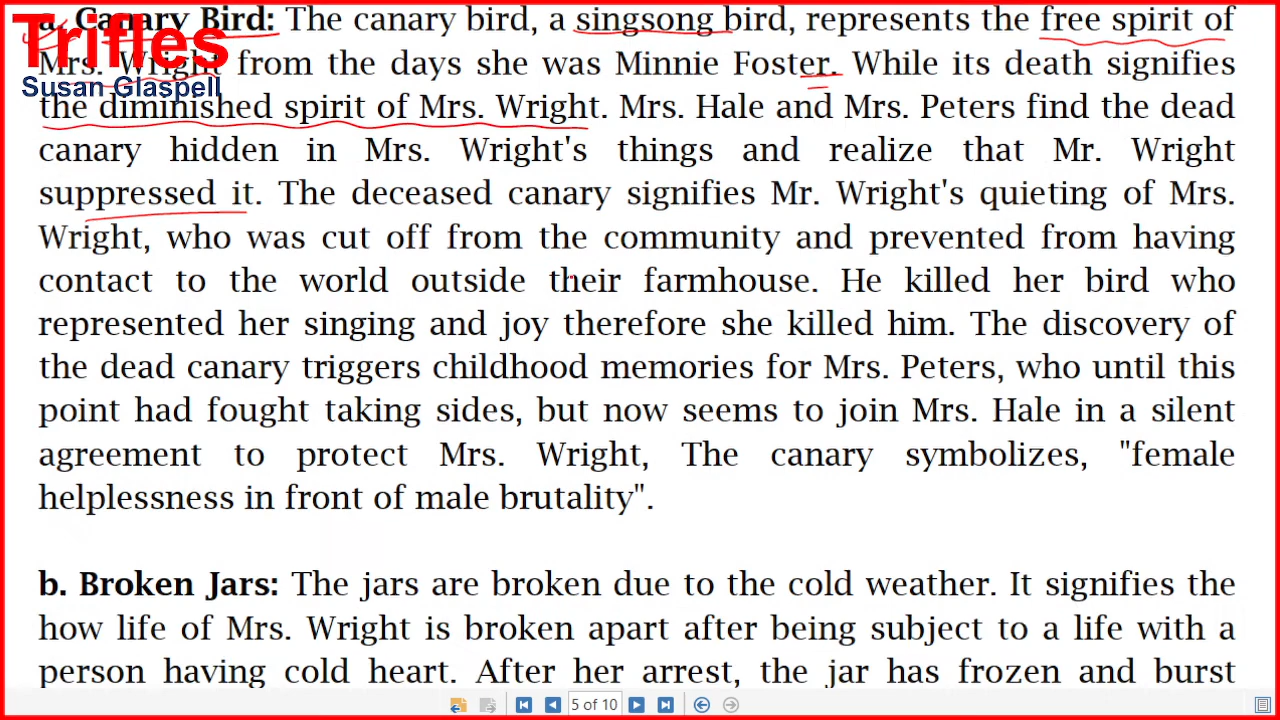 a. Canary Bird: The canary bird, a singsong bird, represents the free spirit of
Trifles
Mrs. Wright from the days she was Minnie Foster. While its death signifies
Susan Glaspell
the diminished spirit of Mrs. Wright. Mrs. Hale and Mrs. Peters find the dead
canary hidden in Mrs. Wright's things and realize that Mr. Wright
suppressed it. The deceased canary signifies Mr. Wright's quieting of Mrs.
Wright, who was cut off from the community and prevented from having
contact to the world outside their farmhouse. He killed her bird who
represented her singing and joy therefore she killed him. The discovery of
the dead canary triggers childhood memories for Mrs. Peters, who until this
point had fought taking sides, but now seems to join Mrs. Hale in a silent
agreement to protect Mrs. Wright, The canary symbolizes, "female
helplessness in front of male brutality".
b. Broken Jars: The jars are broken due to the cold weather. It signifies the
how life of Mrs. Wright is broken apart after being subject to a life with a
person having cold heart. After her arrest, the jar has frozen and burst
5 of 10